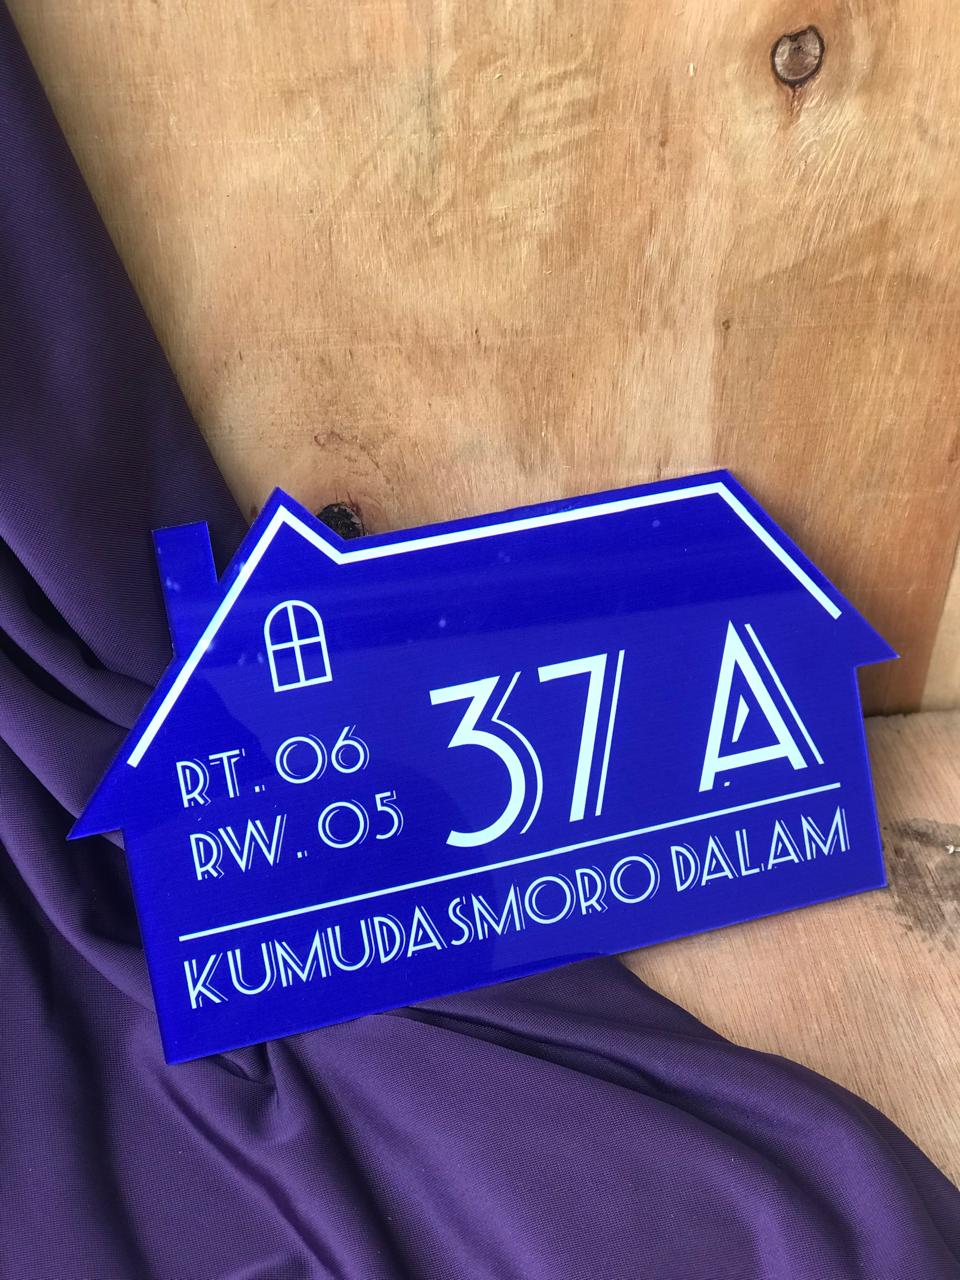 RT. 06
RW. 05
37 A
KUMUDASMORO DALAM